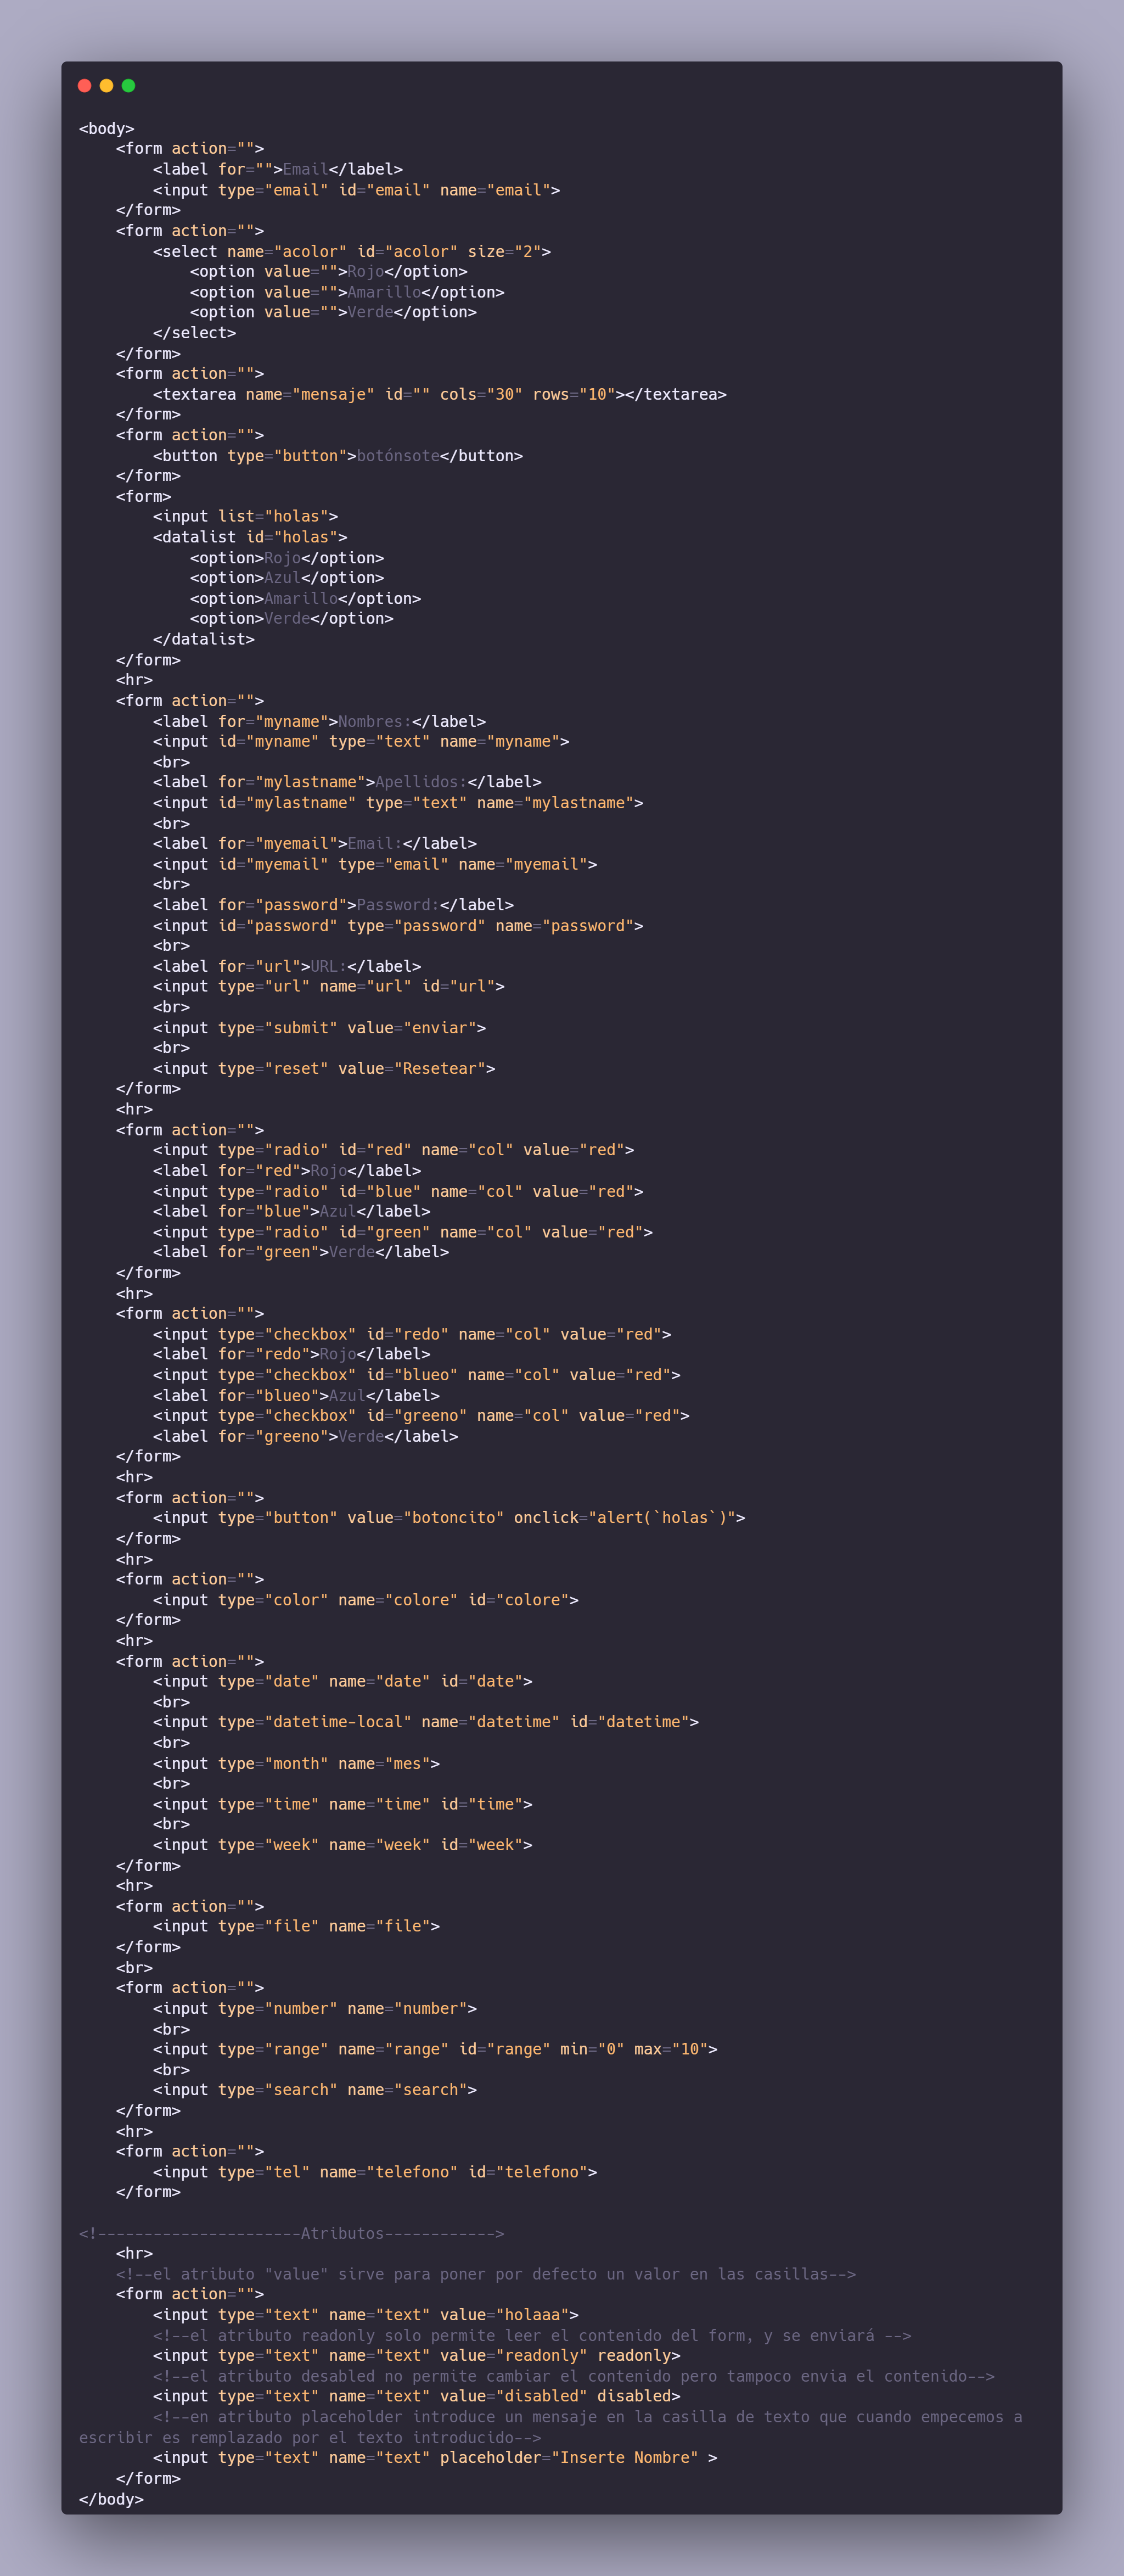 <body>
    <form action="">
        <label for="">Email</label>
        <input type="email" id="email" name="email">
    </form>
    <form action="">
        <select name="acolor" id="acolor" size="2">
            <option value="">Rojo</option>
            <option value="">Amarillo</option>
            <option value="">Verde</option>
        </select>
    </form>
    <form action="">
        <textarea name="mensaje" id="" cols="30" rows="10"></textarea>
    </form>
    <form action="">
        <button type="button">botónsote</button>
    </form>
    <form>
        <input list="holas">
        <datalist id="holas">
            <option>Rojo</option>
            <option>Azul</option>
            <option>Amarillo</option>
            <option>Verde</option>
        </datalist>
    </form>
    <hr>
    <form action="">
        <label for="myname">Nombres:</label>
        <input id="myname" type="text" name="myname">
        <br>
        <label for="mylastname">Apellidos:</label>
        <input id="mylastname" type="text" name="mylastname">
        <br>
        <label for="myemail">Email:</label>
        <input id="myemail" type="email" name="myemail">
        <br>
        <label for="password">Password:</label>
        <input id="password" type="password" name="password">
        <br>
        <label for="url">URL:</label>
        <input type="url" name="url" id="url">
        <br>
        <input type="submit" value="enviar">
        <br>
        <input type="reset" value="Resetear">
    </form>
    <hr>
    <form action="">
        <input type="radio" id="red" name="col" value="red">
        <label for="red">Rojo</label>
        <input type="radio" id="blue" name="col" value="red">
        <label for="blue">Azul</label>
        <input type="radio" id="green" name="col" value="red">
        <label for="green">Verde</label>
    </form>
    <hr>
    <form action="">
        <input type="checkbox" id="redo" name="col" value="red">
        <label for="redo">Rojo</label>
        <input type="checkbox" id="blueo" name="col" value="red">
        <label for="blueo">Azul</label>
        <input type="checkbox" id="greeno" name="col" value="red">
        <label for="greeno">Verde</label>
    </form>
    <hr>
    <form action="">
        <input type="button" value="botoncito" onclick="alert(`holas`)">
    </form>
    <hr>
    <form action="">
        <input type="color" name="colore" id="colore">
    </form>
    <hr>
    <form action="">
        <input type="date" name="date" id="date">
        <br>
        <input type="datetime-local" name="datetime" id="datetime">
        <br>
        <input type="month" name="mes">
        <br>
        <input type="time" name="time" id="time">
        <br>
        <input type="week" name="week" id="week">
    </form>
    <hr>
    <form action="">
        <input type="file" name="file">
    </form>
    <br>
    <form action="">
        <input type="number" name="number">
        <br>
        <input type="range" name="range" id="range" min="0" max="10">
        <br>
        <input type="search" name="search">
    </form>
    <hr>
    <form action="">
        <input type="tel" name="telefono" id="telefono">
    </form>

<!----------------------Atributos------------>
    <hr>
    <!--el atributo "value" sirve para poner por defecto un valor en las casillas-->
    <form action="">
        <input type="text" name="text" value="holaaa">
        <!--el atributo readonly solo permite leer el contenido del form, y se enviará -->
        <input type="text" name="text" value="readonly" readonly>
        <!--el atributo desabled no permite cambiar el contenido pero tampoco envia el contenido-->
        <input type="text" name="text" value="disabled" disabled>
        <!--en atributo placeholder introduce un mensaje en la casilla de texto que cuando empecemos a
escribir es remplazado por el texto introducido-->
        <input type="text" name="text" placeholder="Inserte Nombre" >
    </form>
</body>